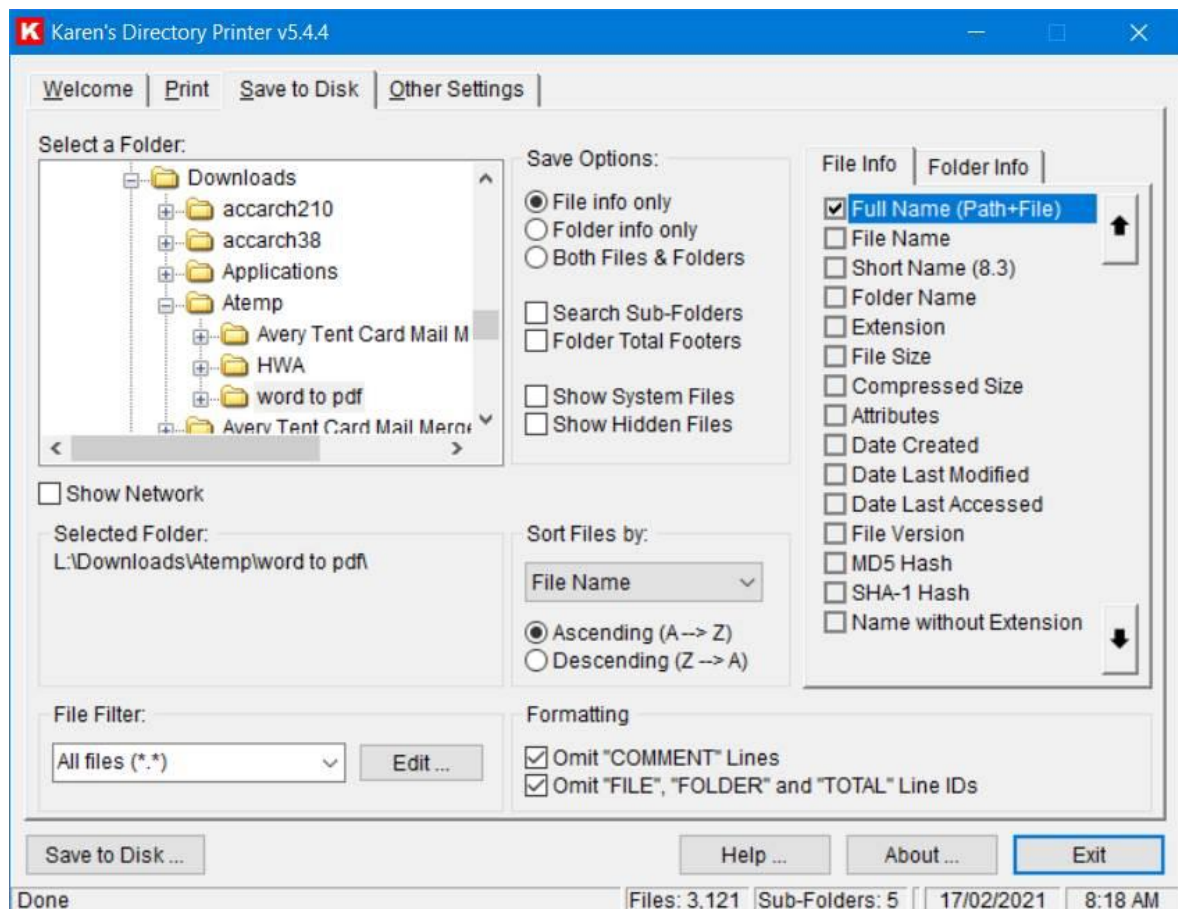 K Karen's Directory Printer v5.4.4
Welcome Print Save to Disk Other Settings
Select a Folder:
Downloads
accarch210
accarch38
Applications
Atemp
Avery Tent Card Mail M
HWA
word to pdf
Avery Tent Card Mail Merge
Show Network
Selected Folder:
L:\Downloads\Atemp\word to pdf\
File Filter:
All files (*.*)
Edit ...
Save Options:
File info only
Folder info only
Both Files & Folders
Search Sub-Folders
Folder Total Footers
Show System Files
Show Hidden Files
Sort Files by:
File Name
Ascending (A --> Z)
Descending (Z --> A)
Formatting
Omit "COMMENT" Lines
Omit "FILE", "FOLDER" and "TOTAL" Line IDs
File Info Folder Info
Full Name (Path+File)
File Name
Short Name (8.3)
Folder Name
Extension
File Size
Compressed Size
Attributes
Date Created
Date Last Modified
Date Last Accessed
File Version
MD5 Hash
SHA-1 Hash
Name without Extension
Save to Disk ... Help ... About ... Exit
Done Files: 3,121 Sub-Folders: 5 17/02/2021 8:18 AM